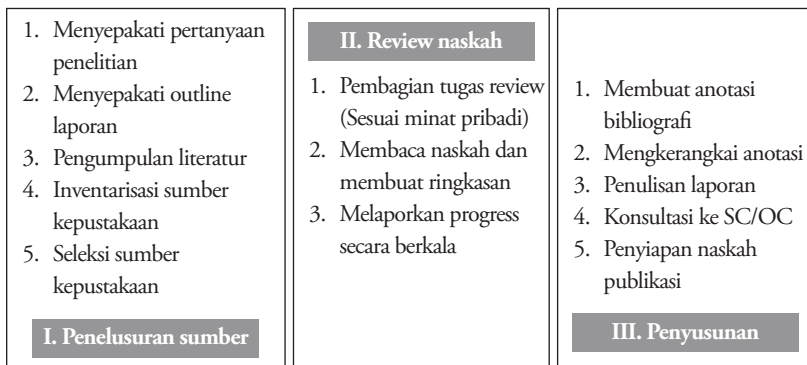 1. Menyepakati pertanyaan
penelitian
2. Menyepakati outline
laporan
3. Pengumpulan literatur
4. Inventarisasi sumber
kepustakaan
5. Seleksi sumber
kepustakaan
I. Penelusuran sumber
II. Review naskah
1. Pembagian tugas review
(Sesuai minat pribadi)
2. Membaca naskah dan
membuat ringkasan
3. Melaporkan progress
secara berkala
1. Membuat anotasi
bibliografi
2. Mengkerangkai anotasi
3. Penulisan laporan
4. Konsultasi ke SC/OC
5. Penyiapan naskah
publikasi
III. Penyusunan